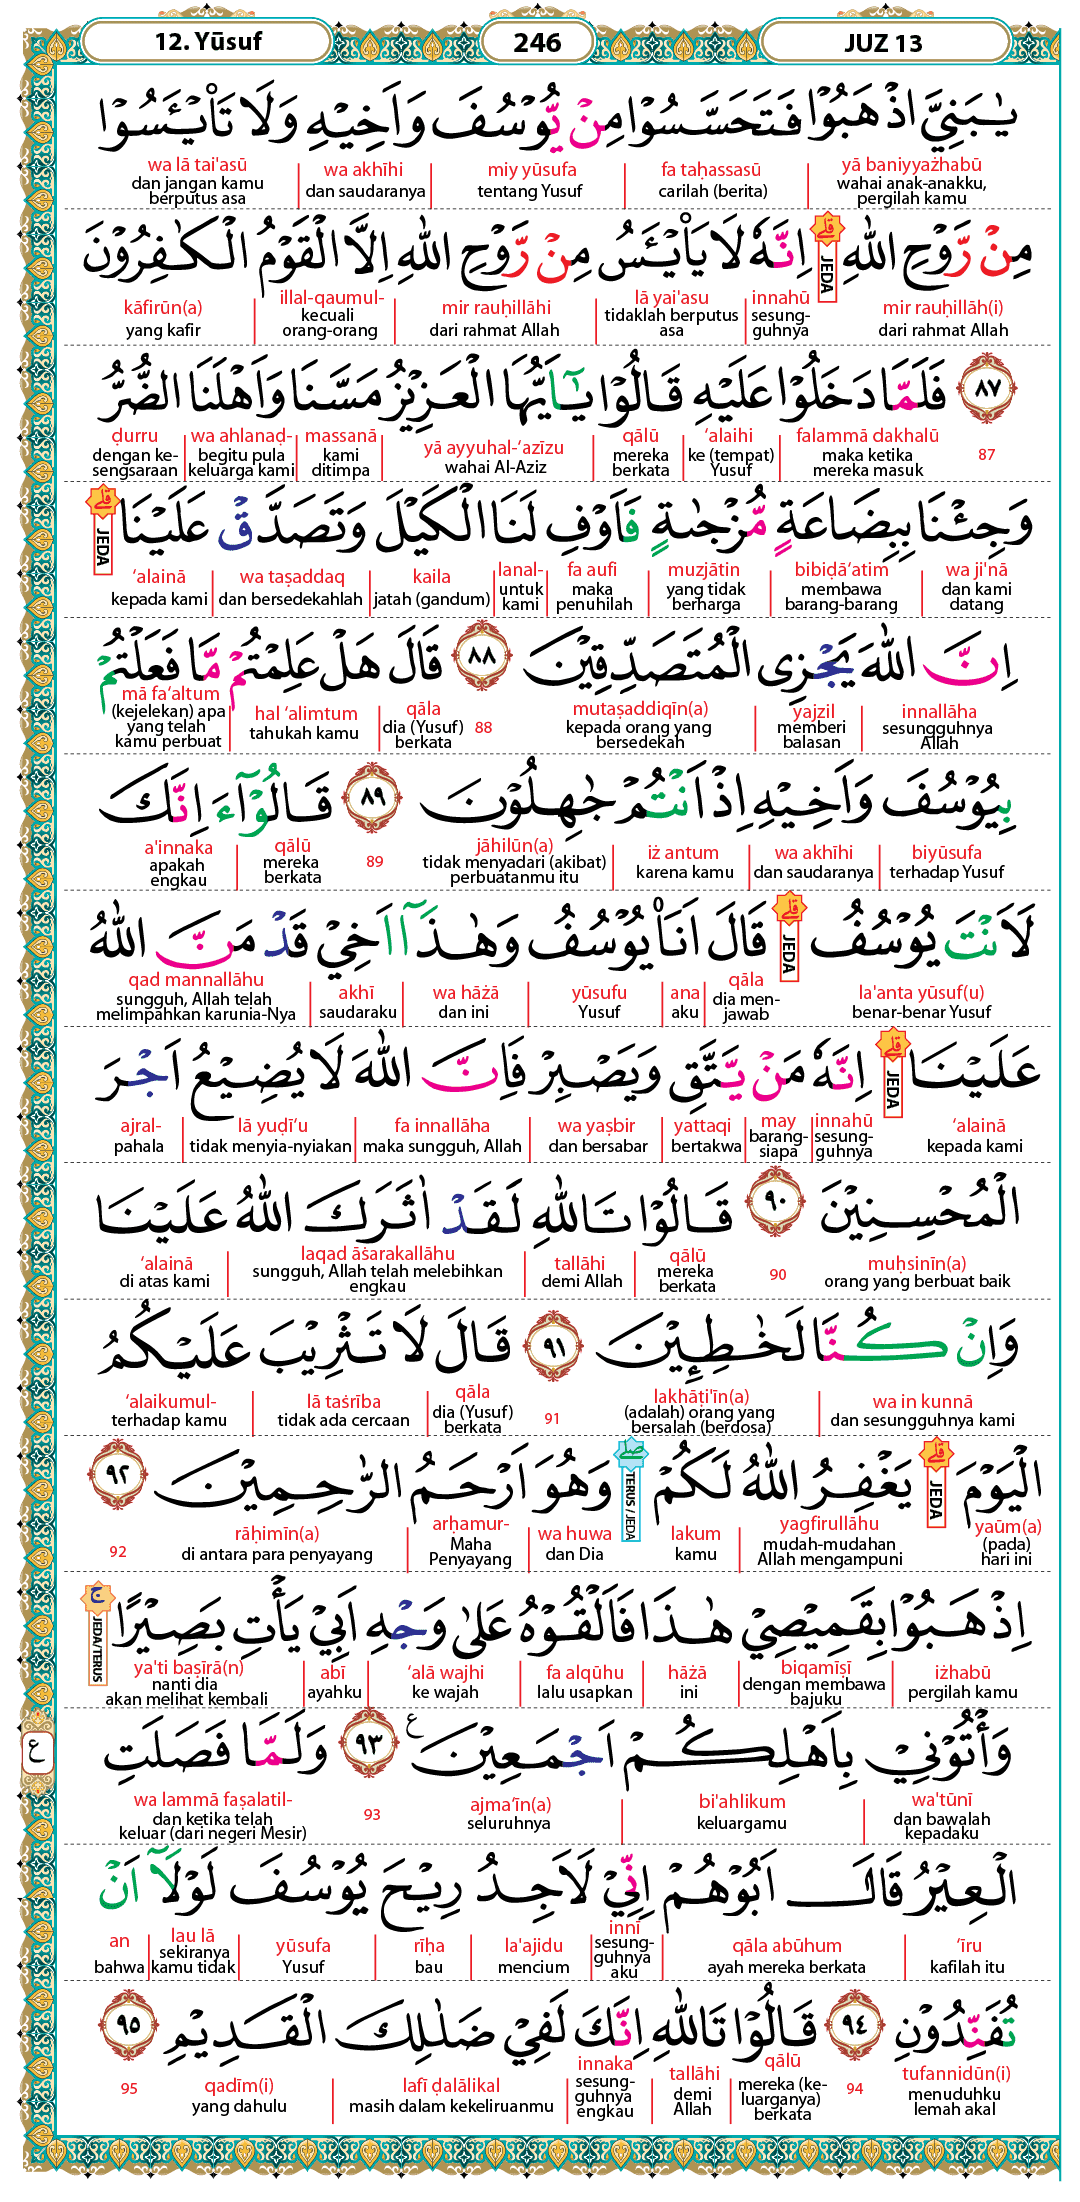 12. Yūsuf
246
JUZ 13
يٰبَنِيَّ اذْهَبُوْا فَتَحَسَّسُوْا مِنْ يُّوْسُفَ وَاَخِيْهِ وَلَا تَا۟يْـَٔسُوْا
yā baniyyażhabū
wahai anak-anakku,
pergilah kamu
fa taḥassasū
carilah (berita)
miy yūsufa
tentang Yusuf
wa akhīhi
dan saudaranya
wa lā tai'asū
dan jangan kamu
berputus asa
مِنْ رَّوْحِ اللّٰهِ ۗ اِنَّهٗ لَا يَا۟يْـَٔسُ مِنْ رَّوْحِ اللّٰهِ اِلَّا الْقَوْمُ الْكٰفِرُوْنَ
JEDA
mir rauḥillāh(i)
dari rahmat Allah
innahū
sesung-
guhnya
lā yai'asu
tidaklah berputus
asa
mir rauḥillāhi
dari rahmat Allah
illal-qaumul-
kecuali
orang-orang
kāfirūn(a)
yang kafir
٨٧ فَلَمَّا دَخَلُوْا عَلَيْهِ قَالُوْا يٰٓاَيُّهَا الْعَزِيْزُ مَسَّنَا وَاَهْلَنَا الضُّرُّ
87
falammā dakhalū
maka ketika
mereka masuk
‘alaihi
ke (tempat)
Yusuf
qālū
mereka
berkata
yā ayyuhal-‘azīzu
wahai Al-Aziz
massanā
kami
ditimpa
wa ahlanaḍ-
begitu pula
keluarga kami
ḍurru
dengan ke-
sengsaraan
وَجِئْنَا بِبِضَاعَةٍ مُّزْجٰىةٍ فَاَوْفِ لَنَا الْكَيْلَ وَتَصَدَّقْ عَلَيْنَا ۗ
JEDA
wa ji'nā
dan kami
datang
bibiḍā‘atim
membawa
barang-barang
muzjātin
yang tidak
berharga
fa aufi
maka
penuhilah
lanal-
untuk
kami
kaila
jatah (gandum)
wa taṣaddaq
dan bersedekahlah
‘alainā
kepada kami
اِنَّ اللّٰهَ يَجْزِى الْمُتَصَدِّقِيْنَ ٨٨ قَالَ هَلْ عَلِمْتُمْ مَّا فَعَلْتُمْ
innallāha
sesungguhnya
Allah
yajzil
memberi
balasan
mutaṣaddiqīn(a)
kepada orang yang
bersedekah
88
qāla
dia (Yusuf)
berkata
hal ‘alimtum
tahukah kamu
mā fa‘altum
(kejelekan) apa
yang telah
kamu perbuat
بِيُوْسُفَ وَاَخِيْهِ اِذْ اَنْتُمْ جٰهِلُوْنَ ٨٩ قَالُوْٓا ءَاِنَّكَ
biyūsufa
terhadap Yusuf
wa akhīhi
dan saudaranya
iż antum
karena kamu
jāhilūn(a)
tidak menyadari (akibat)
perbuatanmu itu
89
qālū
mereka
berkata
a'innaka
apakah
engkau
لَاَنْتَ يُوْسُفُ ۗ قَالَ اَنَا۠ يُوْسُفُ وَهٰذَآ اَخِيْ قَدْ مَنَّ اللّٰهُ
JEDA
la'anta yūsuf(u)
benar-benar Yusuf
qāla
dia men-
jawab
ana
aku
yūsufu
Yusuf
wa hāżā
dan ini
akhī
saudaraku
qad mannallāhu
sungguh, Allah telah
melimpahkan karunia-Nya
عَلَيْنَا ۗ اِنَّهٗ مَنْ يَّتَّقِ وَيَصْبِرْ فَاِنَّ اللّٰهَ لَا يُضِيْعُ اَجْرَ
JEDA
‘alainā
kepada kami
innahū
sesung-
guhnya
may
barang-
siapa
yattaqi
bertakwa
wa yaṣbir
dan bersabar
fa innallāha
maka sungguh, Allah
lā yuḍī‘u
tidak menyia-nyiakan
ajral-
pahala
الْمُحْسِنِيْنَ ٩٠ قَالُوْا تَاللّٰهِ لَقَدْ اٰثَرَكَ اللّٰهُ عَلَيْنَا
muḥsinīn(a)
orang yang berbuat baik
90
qālū
mereka
berkata
tallāhi
demi Allah
laqad āśarakallāhu
sungguh, Allah telah melebihkan
engkau
‘alainā
di atas kami
وَاِنْ كُنَّا لَخٰطِـِٕيْنَ ٩١ قَالَ لَا تَثْرِيْبَ عَلَيْكُمُ
wa in kunnā
dan sesungguhnya kami
lakhāṭi'īn(a)
(adalah) orang yang
bersalah (berdosa)
91
qāla
dia (Yusuf)
berkata
lā taśrība
tidak ada cercaan
‘alaikumul-
terhadap kamu
الْيَوْمَ ۗ يَغْفِرُ اللّٰهُ لَكُمْ ۖ وَهُوَ اَرْحَمُ الرّٰحِمِيْنَ ٩٢
JEDA
TERUS / JEDA
yaūm(a)
(pada)
hari ini
yagfirullāhu
mudah-mudahan
Allah mengampuni
lakum
kamu
wa huwa
dan Dia
arḥamur-
Maha
Penyayang
rāḥimīn(a)
di antara para penyayang
92
اِذْهَبُوْا بِقَمِيْصِيْ هٰذَا فَاَلْقُوْهُ عَلٰى وَجْهِ اَبِيْ يَأْتِ بَصِيْرًا ۚ
JEDA/TERUS
iżhabū
pergilah kamu
biqamīṣī
dengan membawa
bajuku
hāżā
ini
fa alqūhu
lalu usapkan
‘alā wajhi
ke wajah
abī
ayahku
ya'ti baṣīrā(n)
nanti dia
akan melihat kembali
وَأْتُوْنِيْ بِاَهْلِكُمْ اَجْمَعِيْنَ ࣖ ٩٣ وَلَمَّا فَصَلَتِ
ع
wa'tūnī
dan bawalah
kepadaku
bi'ahlikum
keluargamu
ajma‘īn(a)
seluruhnya
93
wa lammā faṣalatil-
dan ketika telah
keluar (dari negeri Mesir)
الْعِيْرُ قَالَ اَبُوْهُمْ اِنِّيْ لَاَجِدُ رِيْحَ يُوْسُفَ لَوْلَآ اَنْ
‘īru
kafilah itu
qāla abūhum
ayah mereka berkata
innī
sesung-
guhnya
aku
la'ajidu
mencium
rīḥa
bau
yūsufa
Yusuf
lau lā
sekiranya
kamu tidak
an
bahwa
تُفَنِّدُوْنِ ٩٤ قَالُوْا تَاللّٰهِ اِنَّكَ لَفِيْ ضَلٰلِكَ الْقَدِيْمِ ٩٥
tufannidūn(i)
menuduhku
lemah akal
94
qālū
mereka (ke-
luarganya)
berkata
tallāhi
demi
Allah
innaka
sesung-
guhnya
engkau
lafī ḍalālikal
masih dalam kekeliruanmu
qadīm(i)
yang dahulu
95